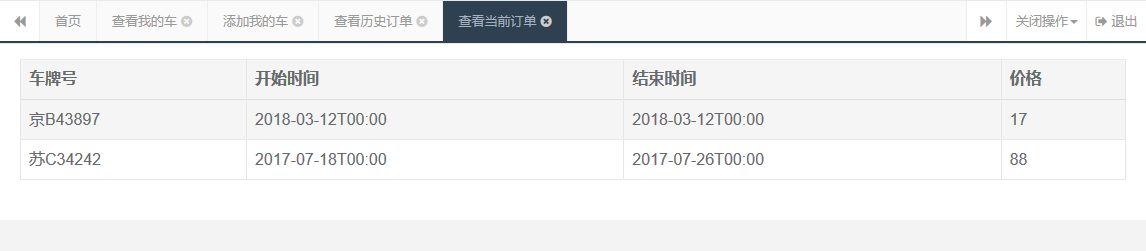 首页 查看我的车 添加我的车 查看历史订单 查看当前订单 关闭操作 退出
车牌号 开始时间 结束时间 价格
京B43897 2018-03-12T00:00 2018-03-12T00:00 17
苏C34242 2017-07-18T00:00 2017-07-26T00:00 88